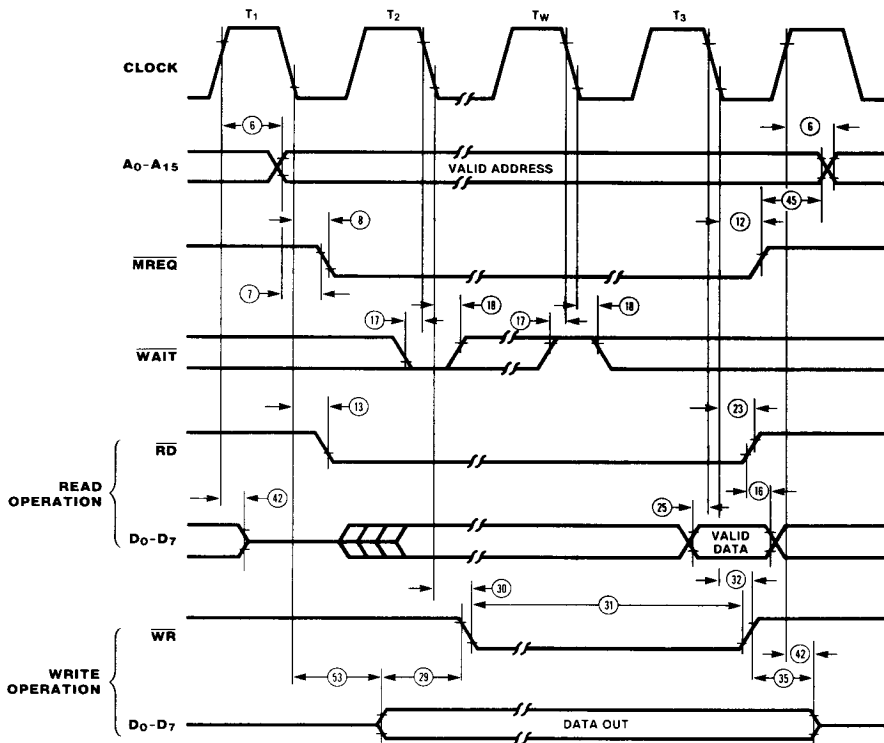 T1 T2 TW T3
CLOCK
6 6
A0-A15 VALID ADDRESS
45
8 12
MREQ
7
17 18 17 18
WAIT
13 23
RD
READ OPERATION
42 16
25
D0-D7 VALID DATA
30 31 32
WR
42
WRITE OPERATION
53 29 35
D0-D7 DATA OUT